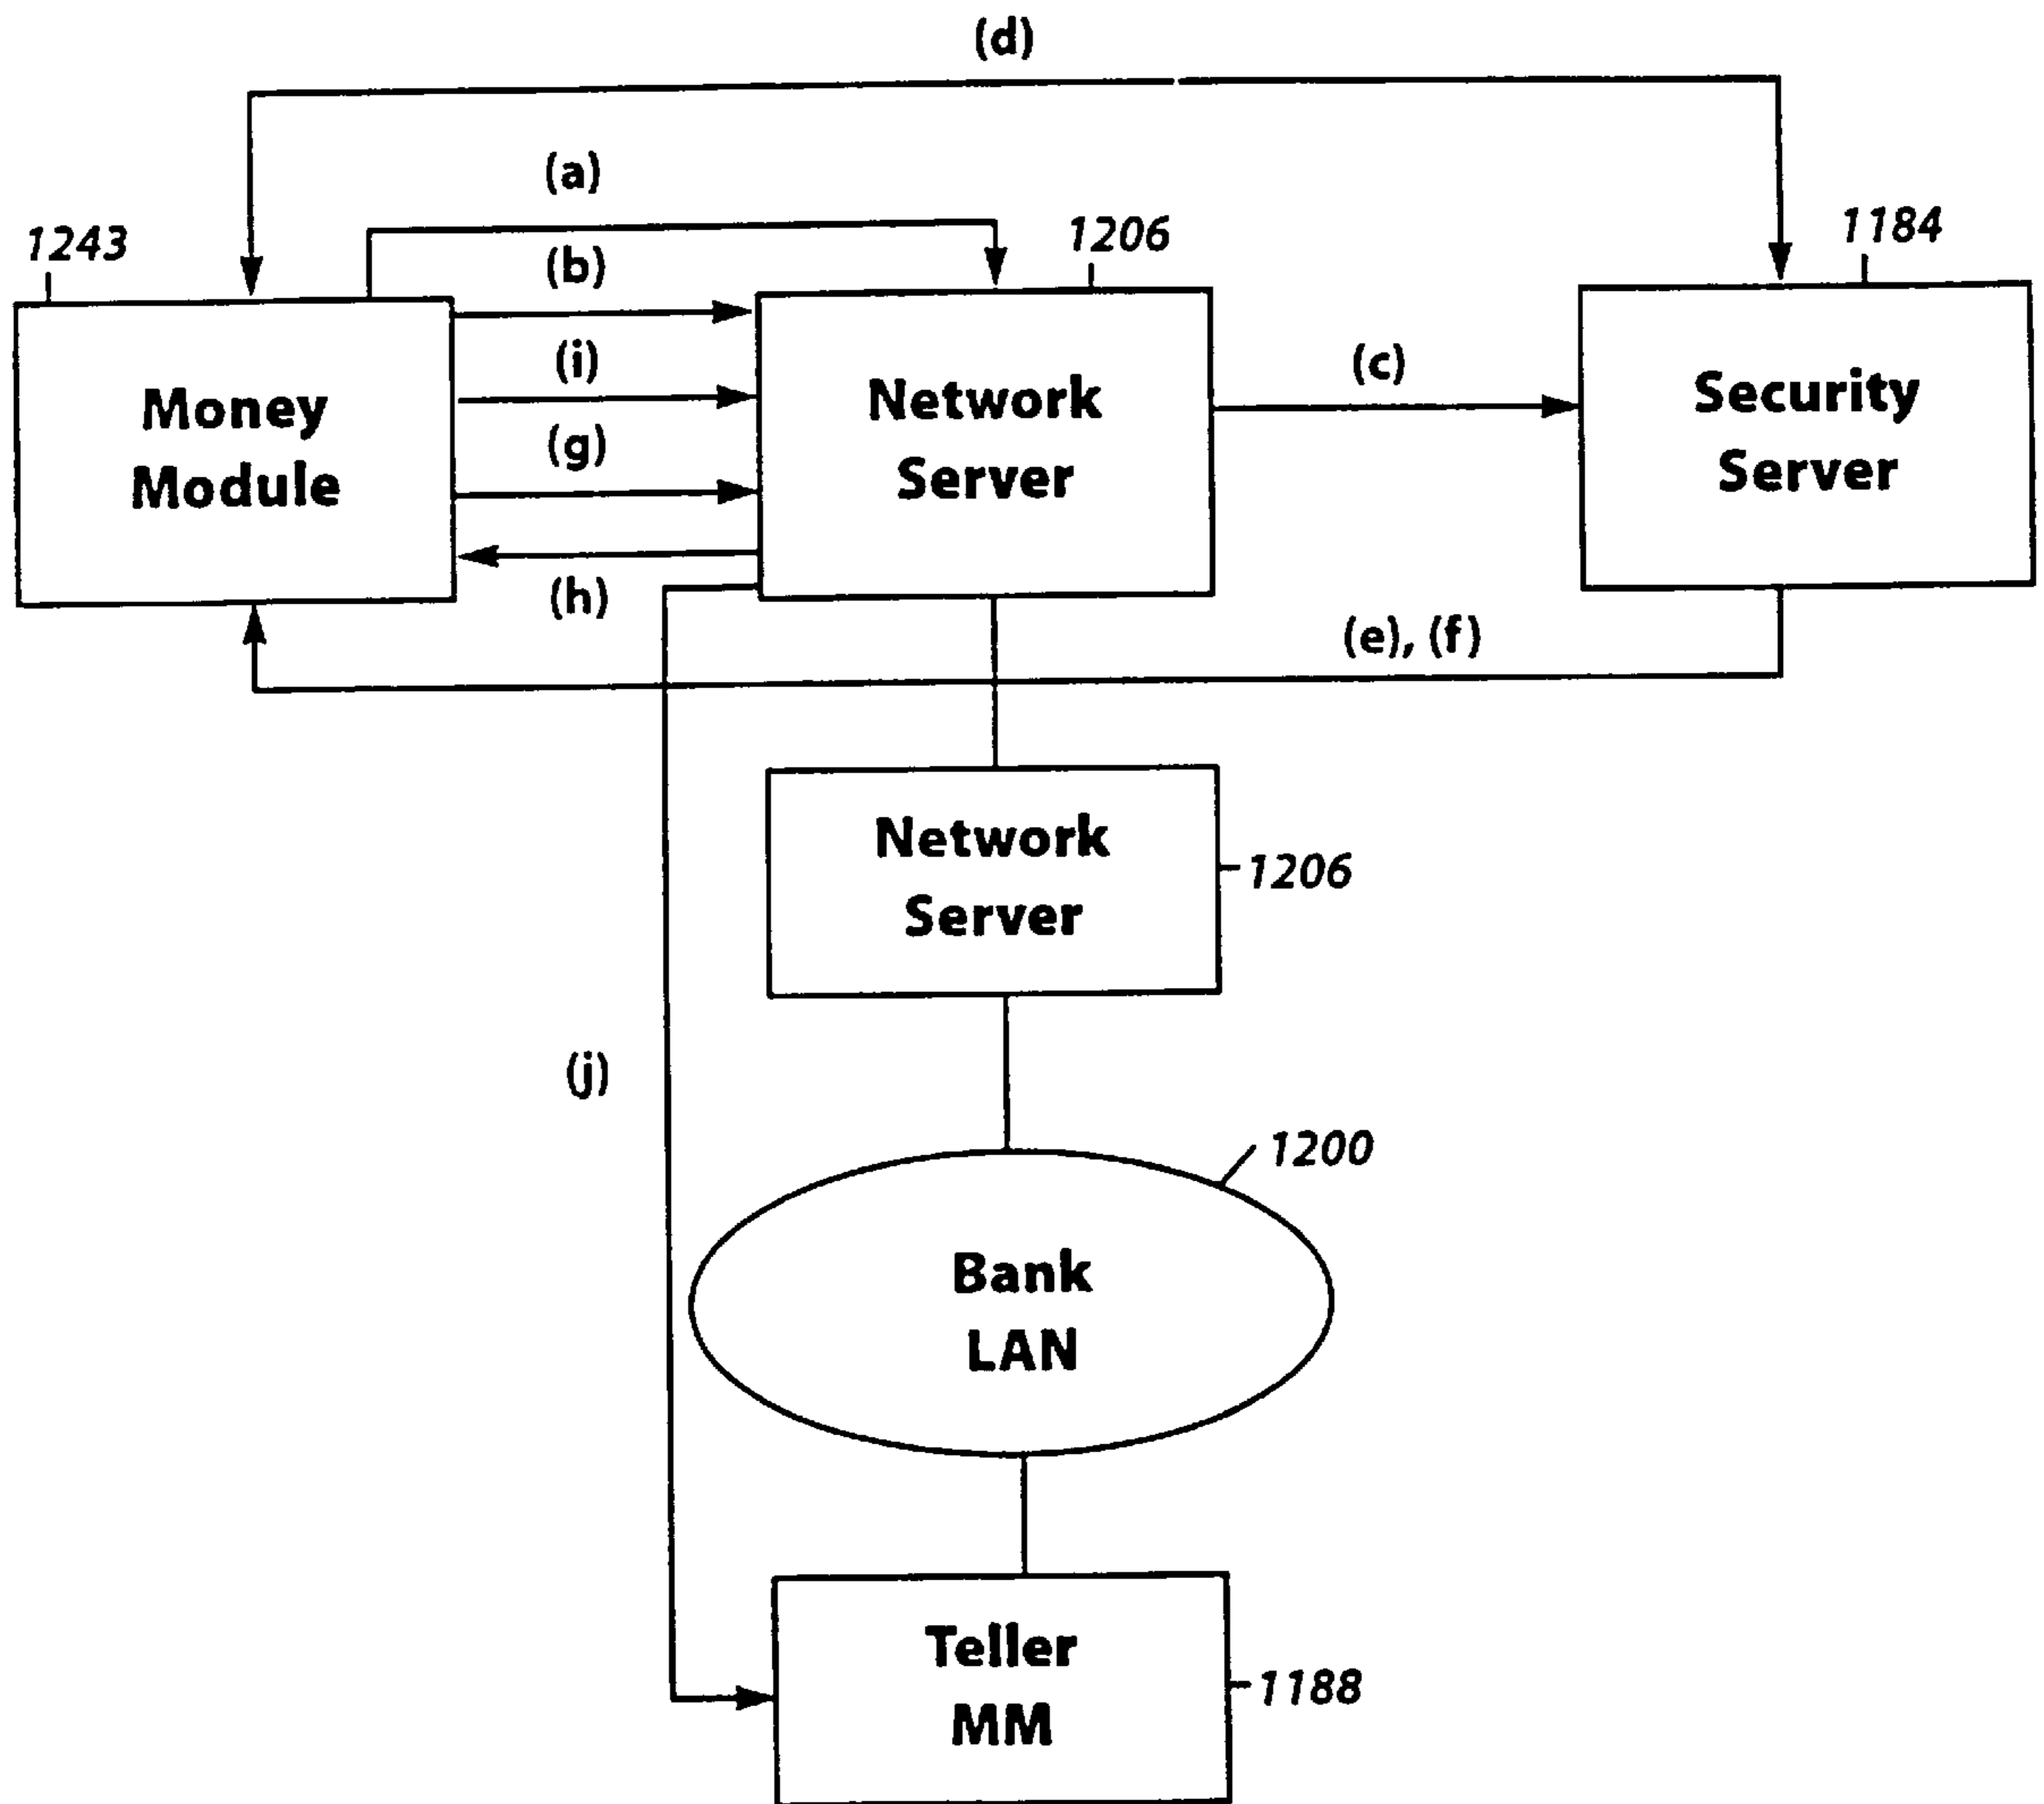 (d)
(a)
1243
1206
1184
(b)
(i)
(c)
Money
Module
Network
Server
Security
Server
(g)
(h)
(e), (f)
Network
Server
1206
(j)
1200
Bank
LAN
Teller
MM
1188